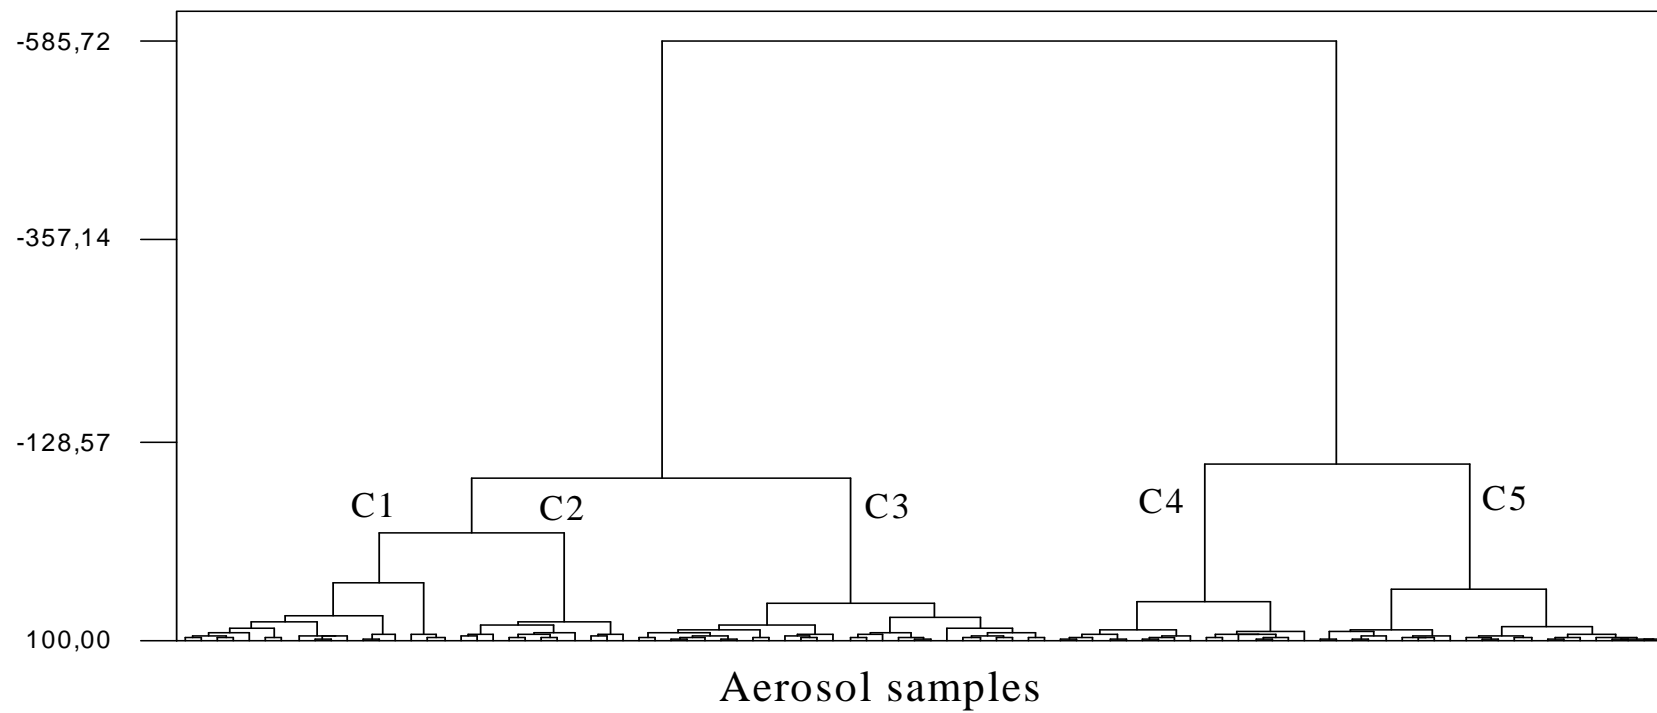 -585,72
-357,14
-128,57
C1 C2 C3 C4 C5
100,00
Aerosol samples